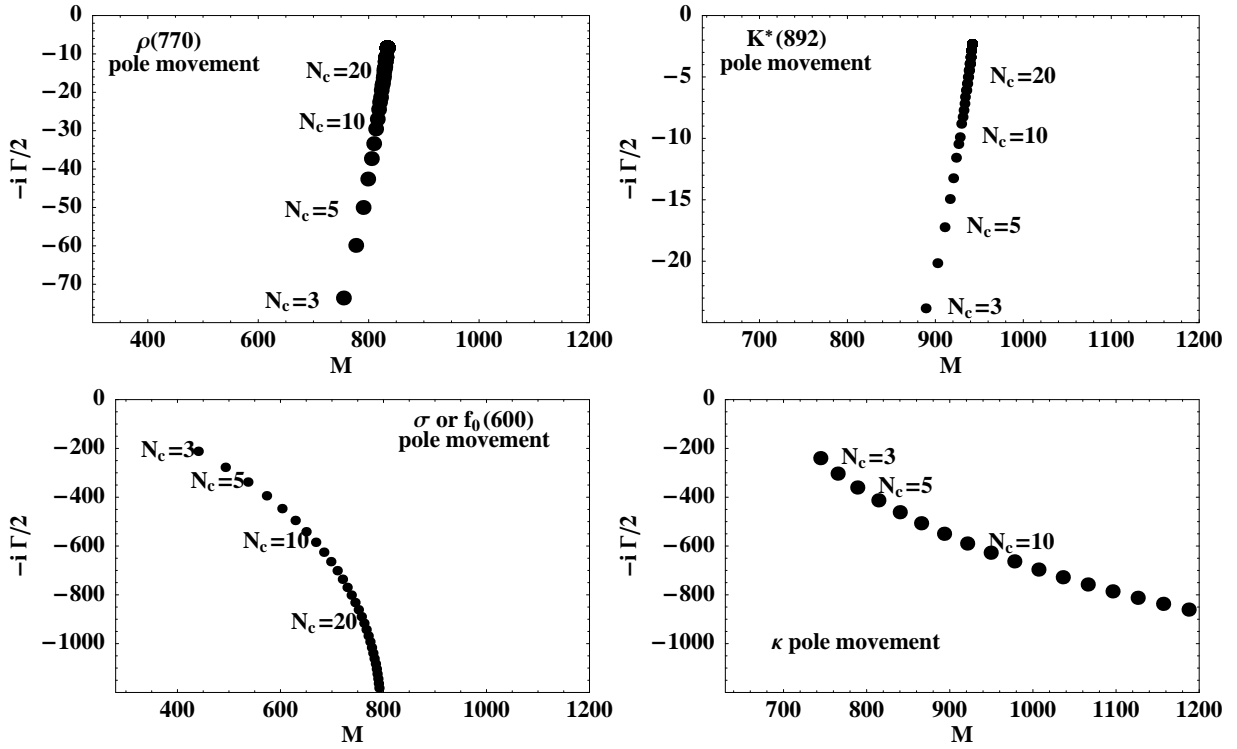 0
−10
−20
−30
−40
−50
−60
−70
−i Γ/2
ρ(770)
pole movement
N_c=20
N_c=10
N_c=5
N_c=3
400 600 800 1000 1200
M
0
−5
−10
−15
−20
−i Γ/2
K*(892)
pole movement
N_c=20
N_c=10
N_c=5
N_c=3
700 800 900 1000 1100 1200
M
0
−200
−400
−600
−800
−1000
−i Γ/2
σ or f_0(600)
pole movement
N_c=3
N_c=5
N_c=10
N_c=20
400 600 800 1000 1200
M
0
−200
−400
−600
−800
−1000
−i Γ/2
N_c=3
N_c=5
N_c=10
κ pole movement
700 800 900 1000 1100 1200
M